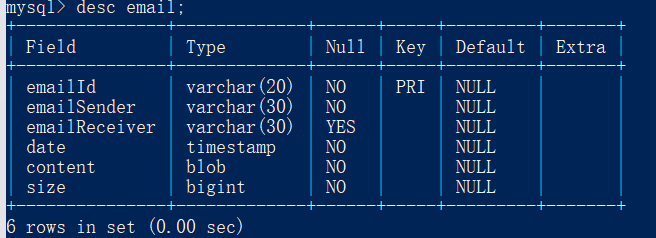 mysql> desc email;
+---------------+-------------+------+-----+---------+-------+
| Field | Type | Null | Key | Default | Extra |
+---------------+-------------+------+-----+---------+-------+
| emailId | varchar(20) | NO | PRI | NULL | |
| emailSender | varchar(30) | NO | | NULL | |
| emailReceiver | varchar(30) | YES | | NULL | |
| date | timestamp | NO | | NULL | |
| content | blob | NO | | NULL | |
| size | bigint | NO | | NULL | |
+---------------+-------------+------+-----+---------+-------+
6 rows in set (0.00 sec)